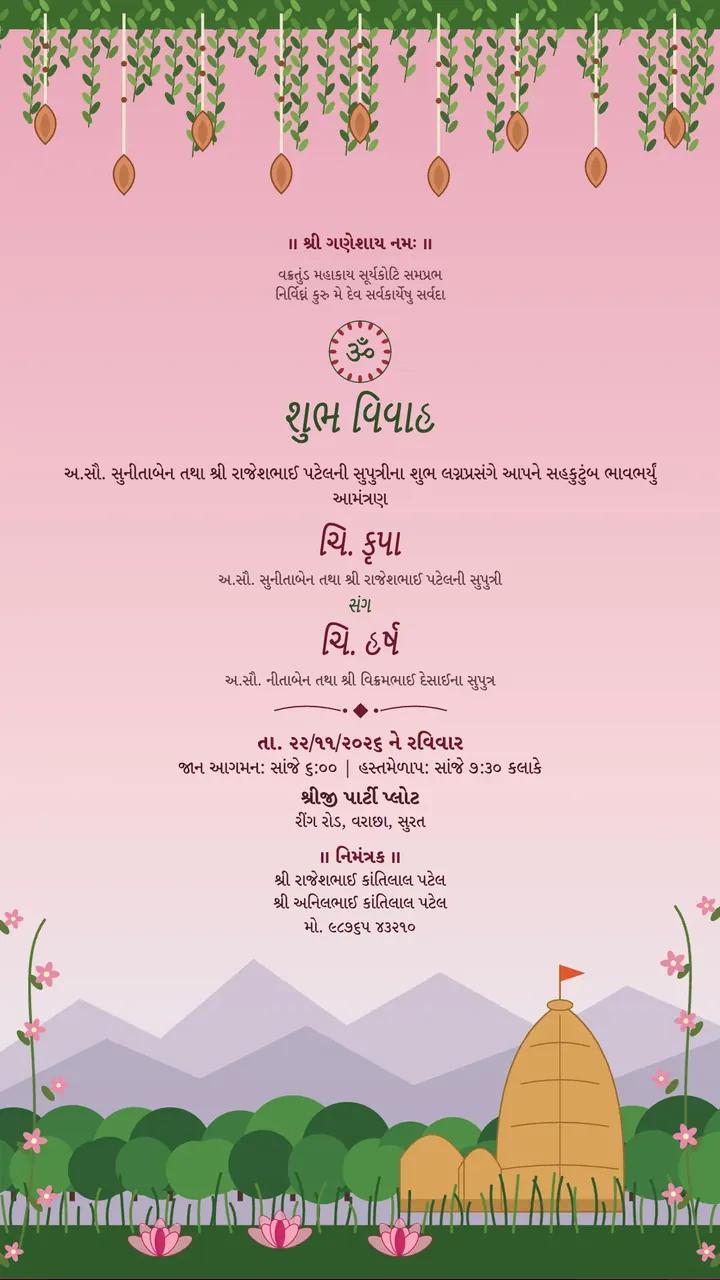 ॥ શ્રી ગણેશાય નમઃ ॥
વક્રતુંડ મહાકાય સૂર્યકોટિ સમપ્રભ
નિર્વિઘ્નં કુરુ મે દેવ સર્વકાર્યેષુ સર્વદા
ૐ
શુભ વિવાહ
અ.સૌ. સુનીતાબેન તથા શ્રી રાજેશભાઈ પટેલની સુપુત્રીના શુભ લગ્નપ્રસંગે આપને સહકુટુંબ ભાવભર્યું
આમંત્રણ
ચિ. કૃપા
અ.સૌ. સુનીતાબેન તથા શ્રી રાજેશભાઈ પટેલની સુપુત્રી
સંગ
ચિ. હર્ષ
અ.સૌ. નીતાબેન તથા શ્રી વિક્રમભાઈ દેસાઈના સુપુત્ર
તા. ૨૨/૧૧/૨૦૨૬ ને રવિવાર
જાન આગમન: સાંજે ૬:૦૦ | હસ્તમેળાપ: સાંજે ૭:૩૦ કલાકે
શ્રીજી પાર્ટી પ્લોટ
રીંગ રોડ, વરાછા, સુરત
॥ નિમંત્રક ॥
શ્રી રાજેશભાઈ કાંતિલાલ પટેલ
શ્રી અનિલભાઈ કાંતિલાલ પટેલ
મો. ૯૮૭૬૫ ૪૩૨૧૦